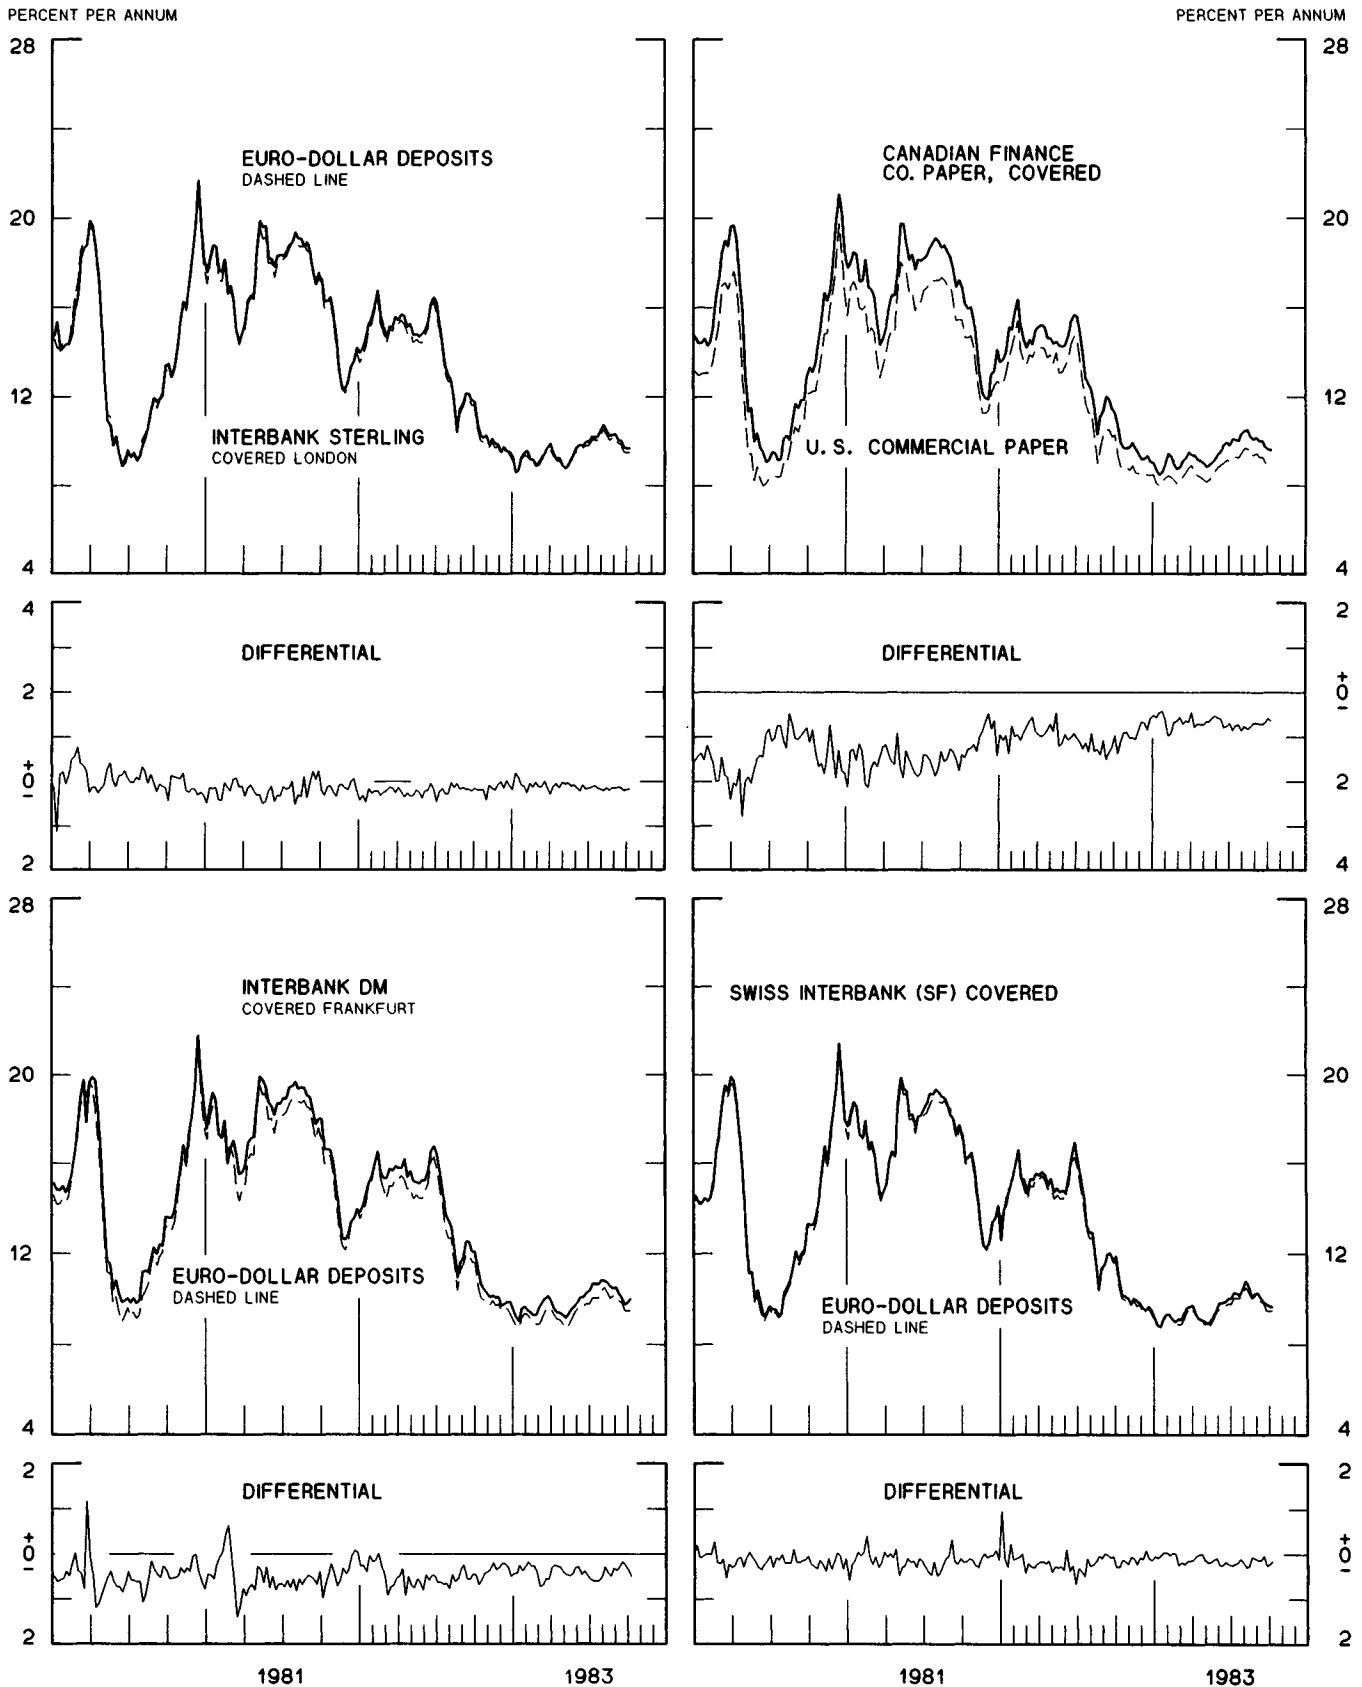 PERCENT PER ANNUM
PERCENT PER ANNUM
28
20
12
4
EURO-DOLLAR DEPOSITS
DASHED LINE
INTERBANK STERLING
COVERED LONDON
CANADIAN FINANCE
CO. PAPER, COVERED
U. S. COMMERCIAL PAPER
28
20
12
4
4
2
+
0
-
2
DIFFERENTIAL
DIFFERENTIAL
2
+
0
-
2
4
28
20
12
4
INTERBANK DM
COVERED FRANKFURT
EURO-DOLLAR DEPOSITS
DASHED LINE
SWISS INTERBANK (SF) COVERED
EURO-DOLLAR DEPOSITS
DASHED LINE
28
20
12
4
2
+
0
-
2
DIFFERENTIAL
DIFFERENTIAL
2
+
0
-
2
1981
1983
1981
1983